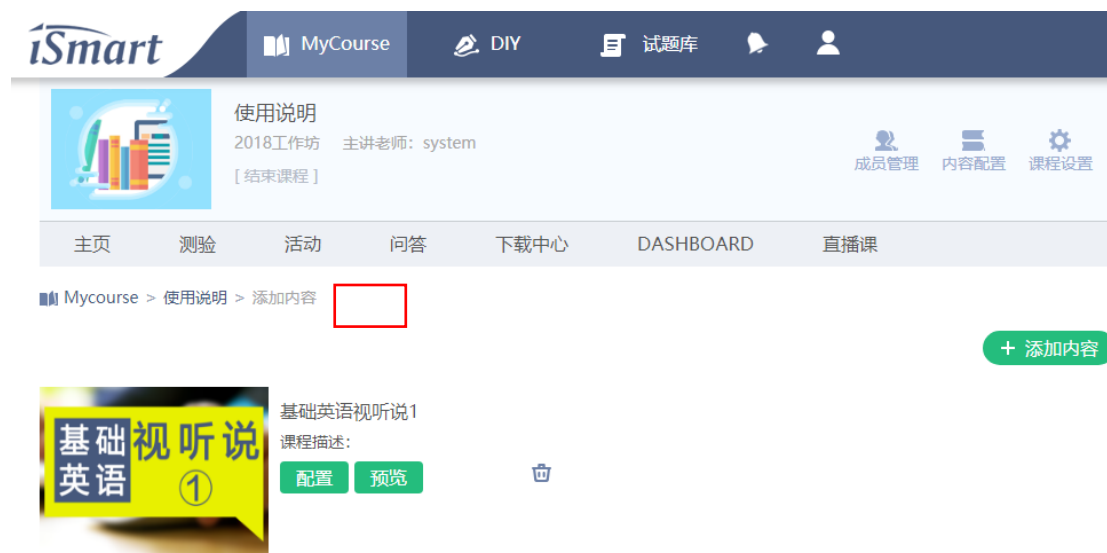 iSmart
MyCourse
DIY
试题库
使用说明
2018工作坊 主讲老师：system
[ 结束课程 ]
成员管理
内容配置
课程设置
主页 测验 活动 问答 下载中心 DASHBOARD 直播课
Mycourse > 使用说明 > 添加内容
+ 添加内容
基础英语
视听说
①
基础英语视听说1
课程描述：
配置 预览